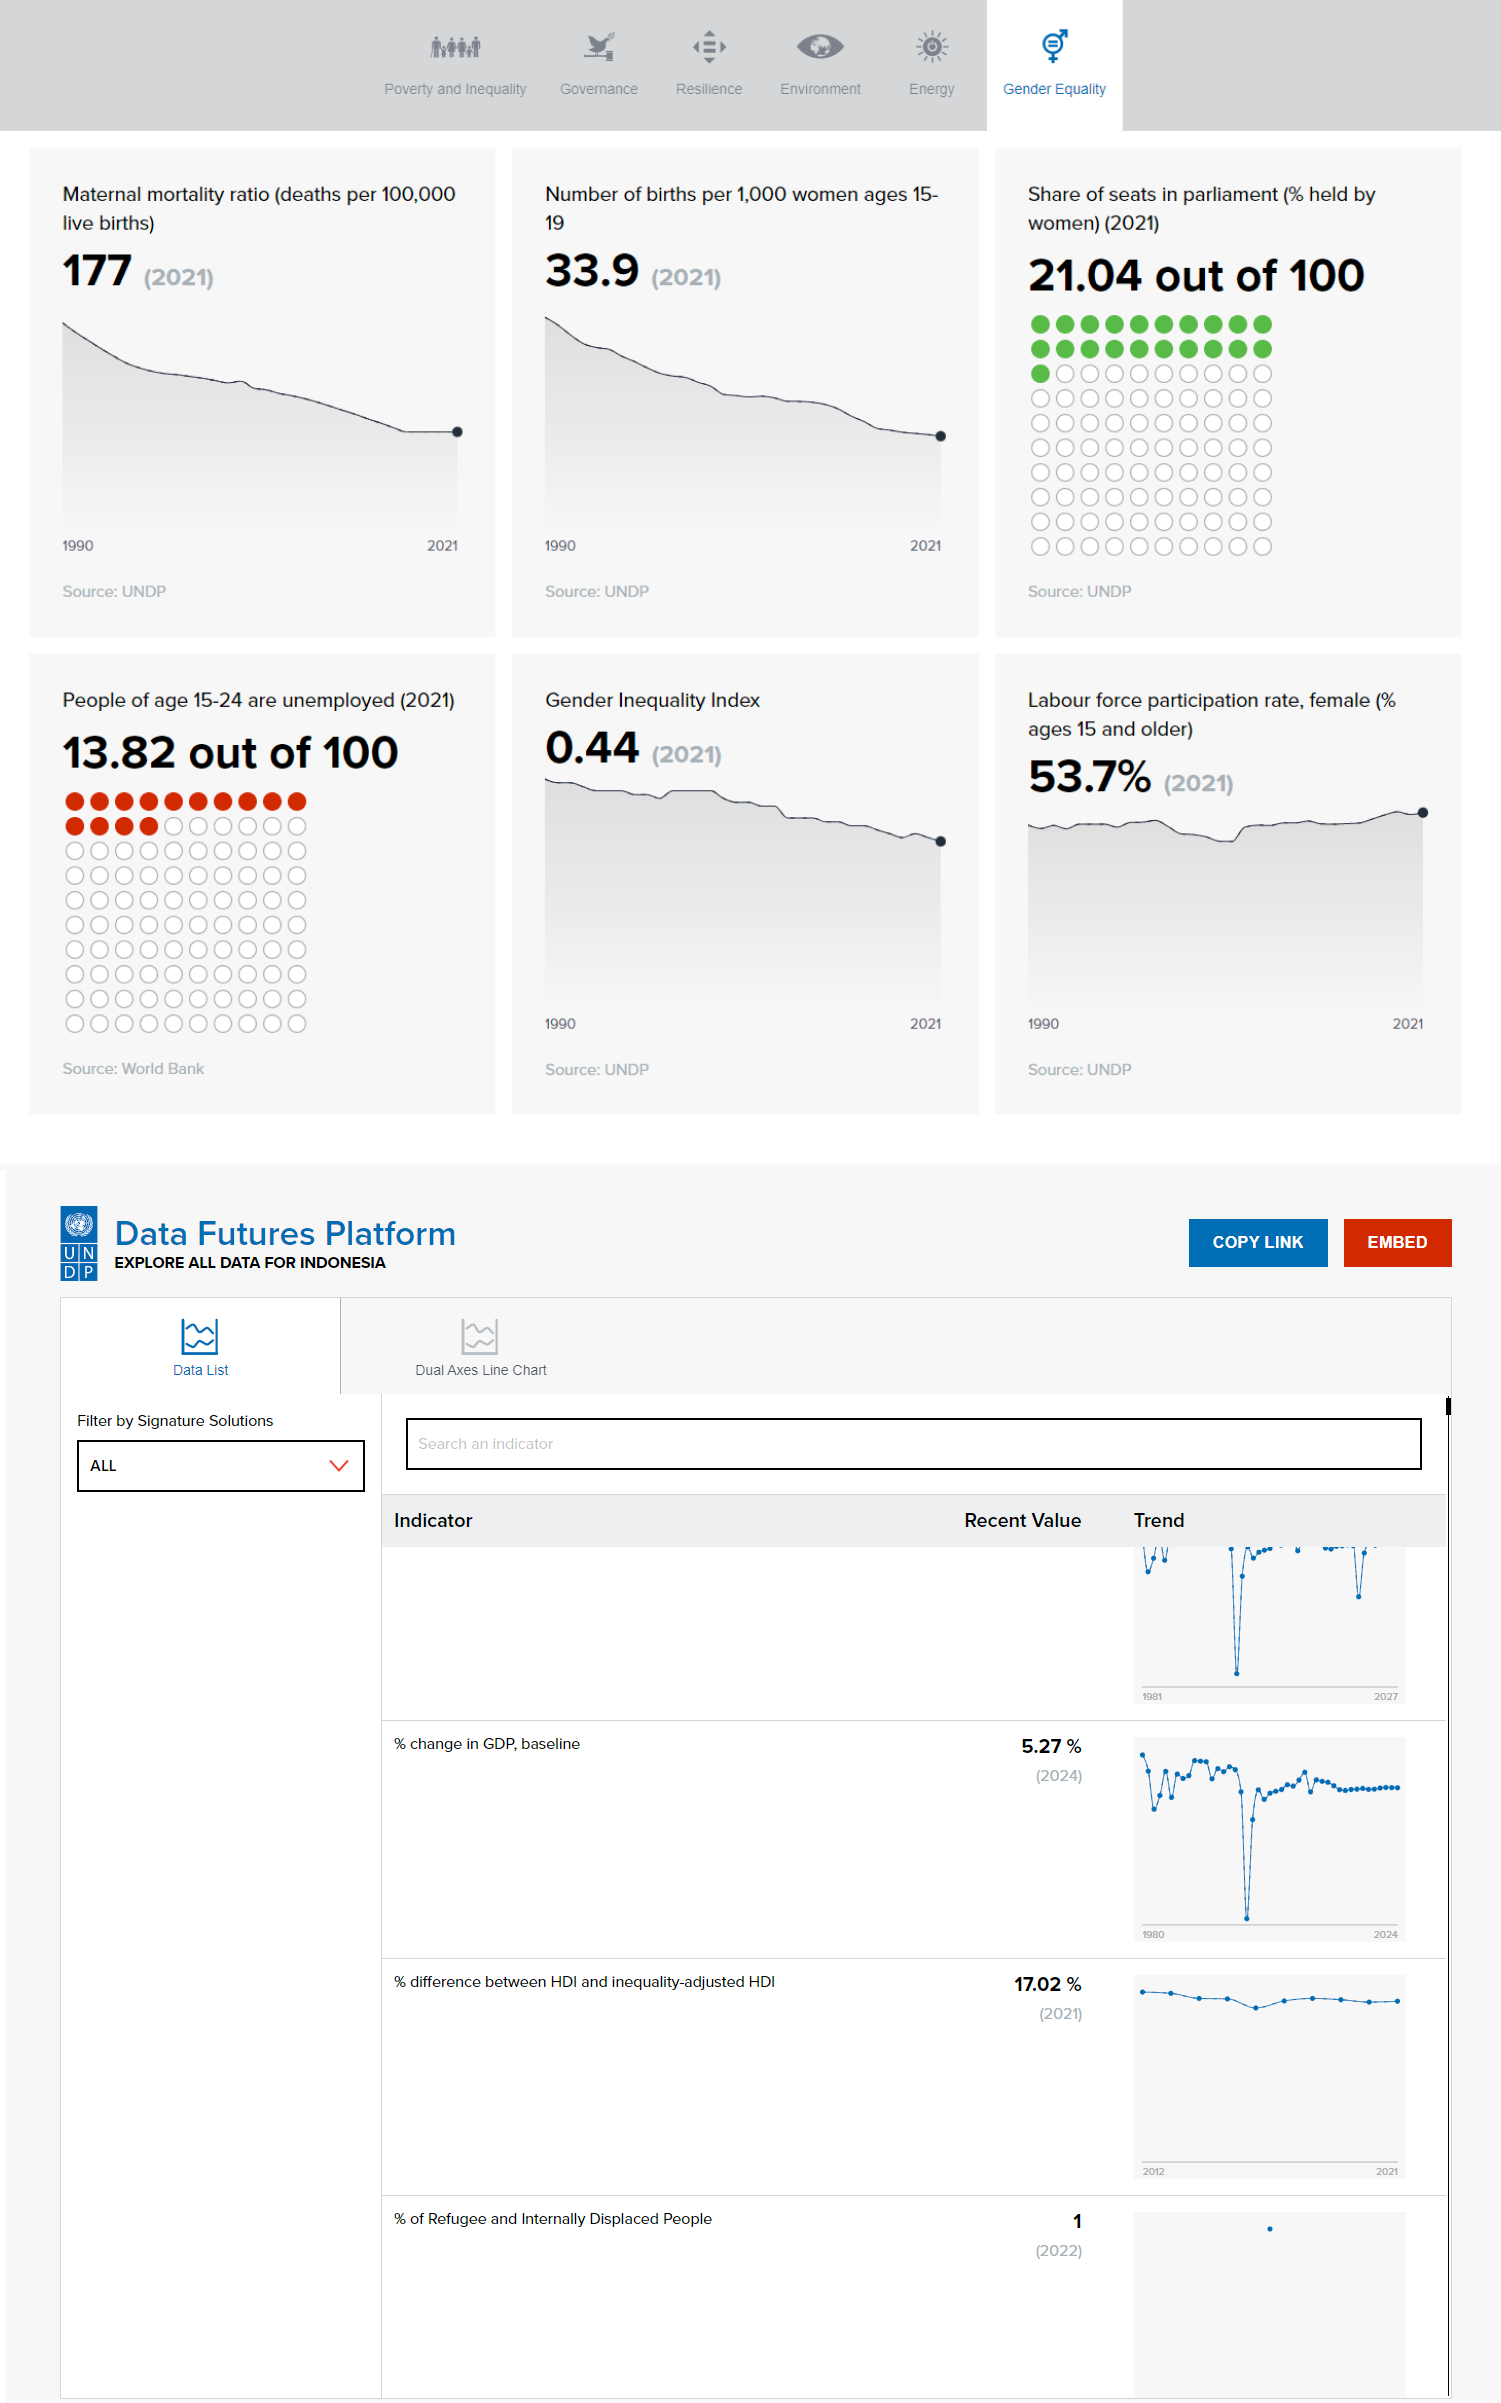 Poverty and Inequality
Governance
Resilience
Environment
Energy
Gender Equality
Maternal mortality ratio (deaths per 100,000
live births)
177 (2021)
1990
2021
Source: UNDP
Number of births per 1,000 women ages 15-
19
33.9 (2021)
1990
2021
Source: UNDP
Share of seats in parliament (% held by
women) (2021)
21.04 out of 100
Source: UNDP
People of age 15-24 are unemployed (2021)
13.82 out of 100
Source: World Bank
Gender Inequality Index
0.44 (2021)
1990
2021
Source: UNDP
Labour force participation rate, female (%
ages 15 and older)
53.7% (2021)
1990
2021
Source: UNDP
U N
D P
Data Futures Platform
EXPLORE ALL DATA FOR INDONESIA
COPY LINK
EMBED
Data List
Dual Axes Line Chart
Filter by Signature Solutions
ALL
Search an indicator
Indicator
Recent Value
Trend
1981
2027
% change in GDP, baseline
5.27 %
(2024)
1980
2024
% difference between HDI and inequality-adjusted HDI
17.02 %
(2021)
2012
2021
% of Refugee and Internally Displaced People
1
(2022)